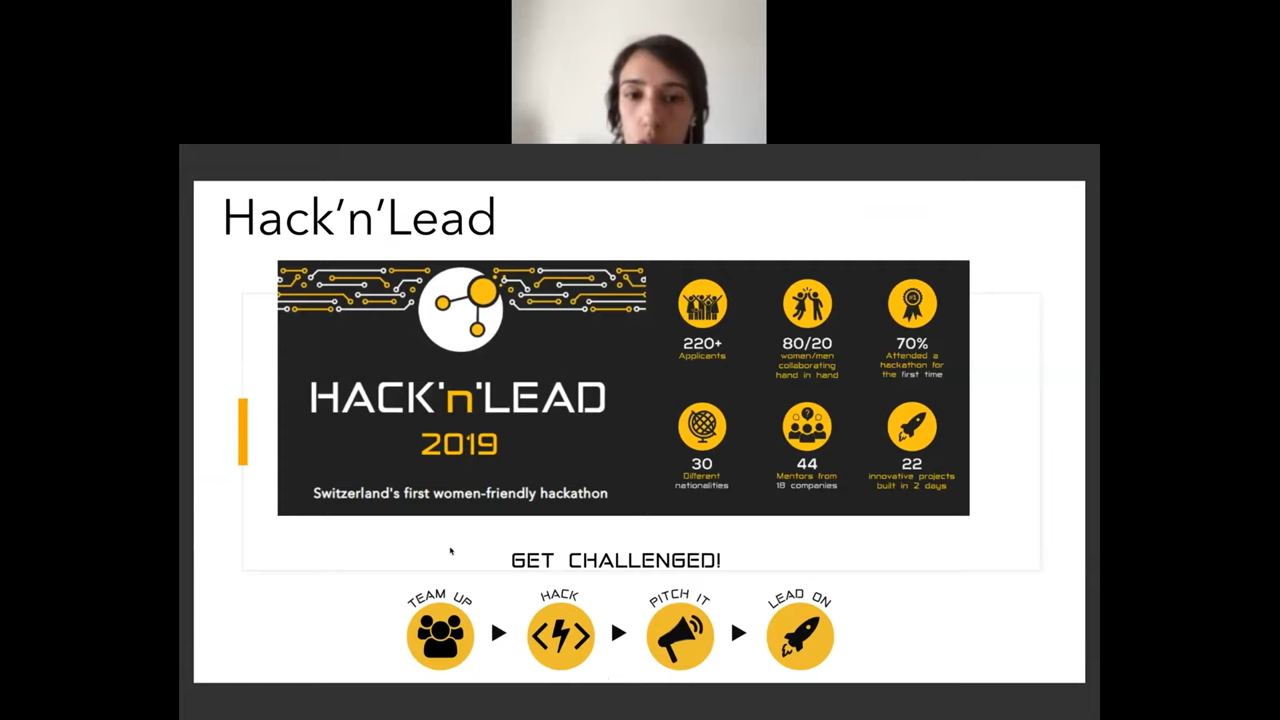 Hack’n’Lead
HACK'n'LEAD
2019
Switzerland's first women-friendly hackathon
220+
Applicants
80/20
women/men
collaborating
hand in hand
#1
70%
Attended a
hackathon for
the first time
30
Different
nationalities
?
44
Mentors from
18 companies
22
innovative projects
built in 2 days
GET CHALLENGED!
TEAM UP
HACK
PITCH IT
LEAD ON